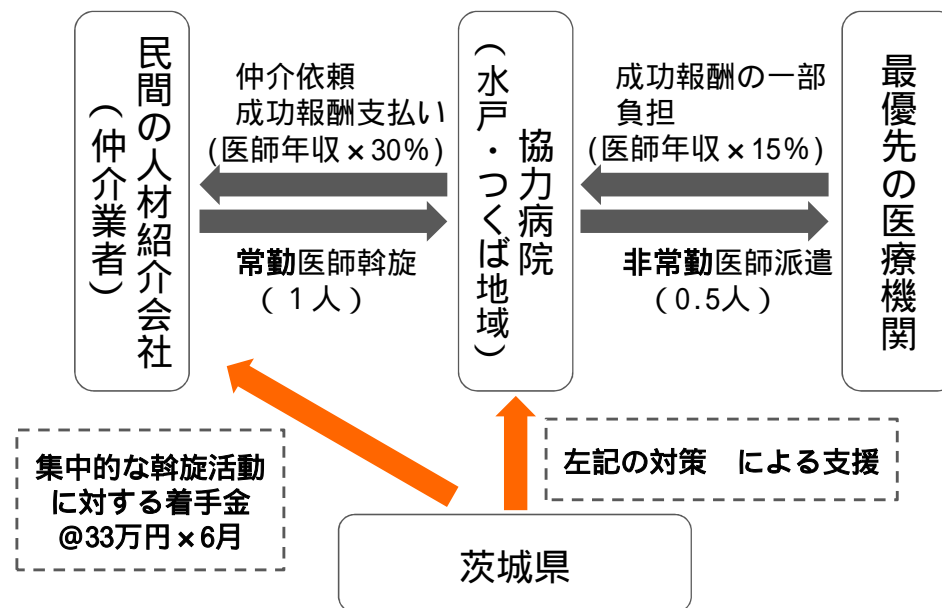 民間の人材紹介会社
(仲介業者)
仲介依頼
成功報酬支払い
(医師年収×30%)
常勤医師斡旋
(1人)
協力病院
(水戸・つくば地域)
成功報酬の一部
負担
(医師年収×15%)
非常勤医師派遣
(0.5人)
最優先の医療機関
集中的な斡旋活動
に対する着手金
@33万円×6月
左記の対策　による支援
茨城県